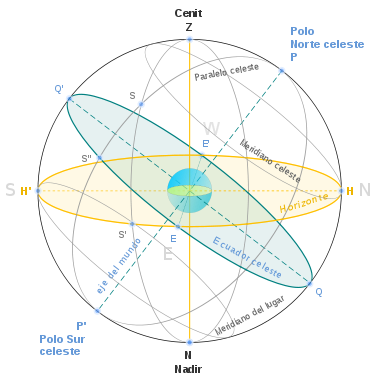 Cenit
Z
Polo
Norte celeste
P
Paralelo celeste
Q'
S
W
E'
Meridiano celeste
S''
S
H'
H
N
Horizonte
S'
E
E
Ecuador celeste
eje del mundo
Q
Meridiano del lugar
P'
Polo Sur
celeste
N
Nadir